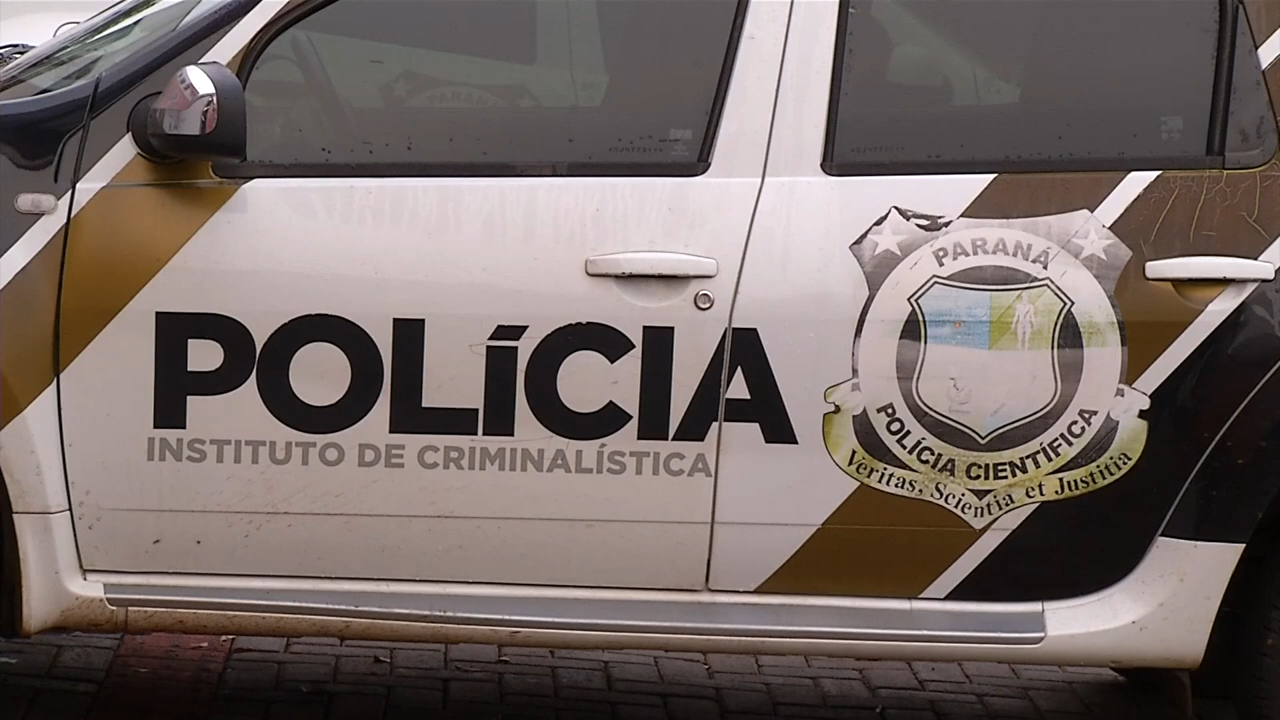 POLÍCIA
INSTITUTO DE CRIMINALÍSTICA
PARANÁ
POLÍCIA CIENTÍFICA
Veritas, Scientia et Justitia